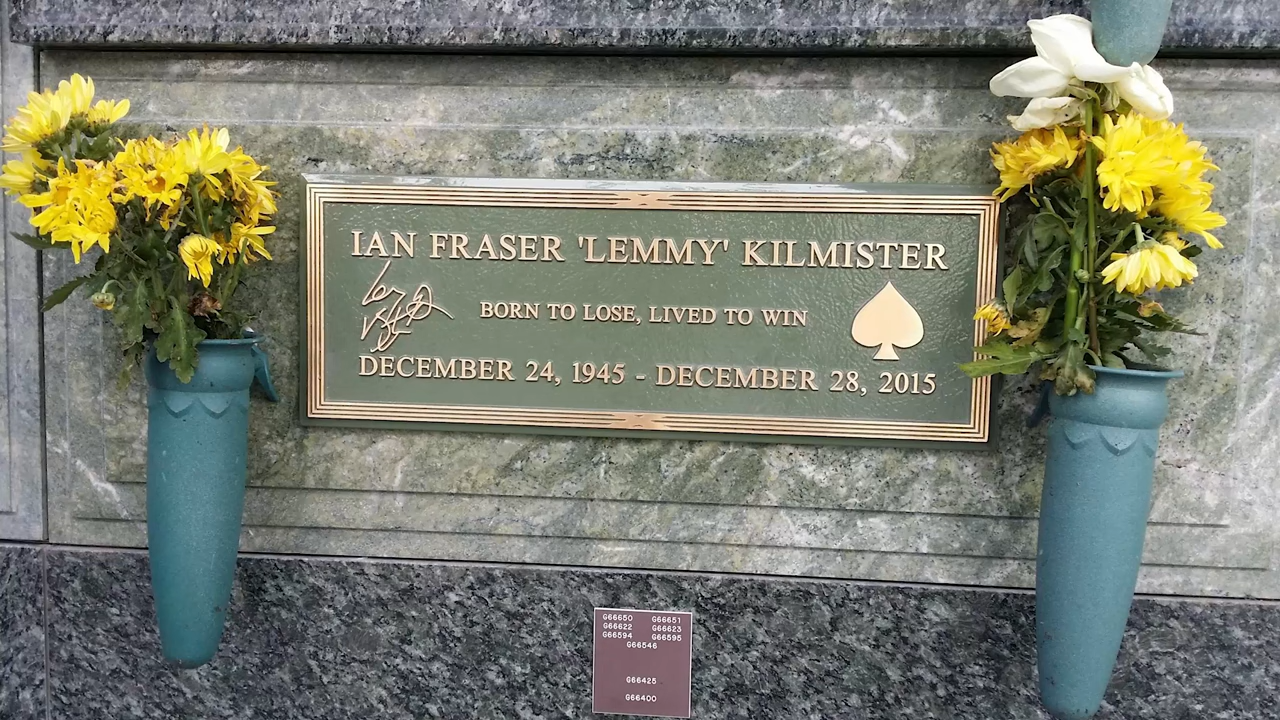 IAN FRASER 'LEMMY' KILMISTER
BORN TO LOSE, LIVED TO WIN
DECEMBER 24, 1945 - DECEMBER 28, 2015
G66650 G66651
G66622 G66623
G66594 G66595
G66546
G66425
G66400